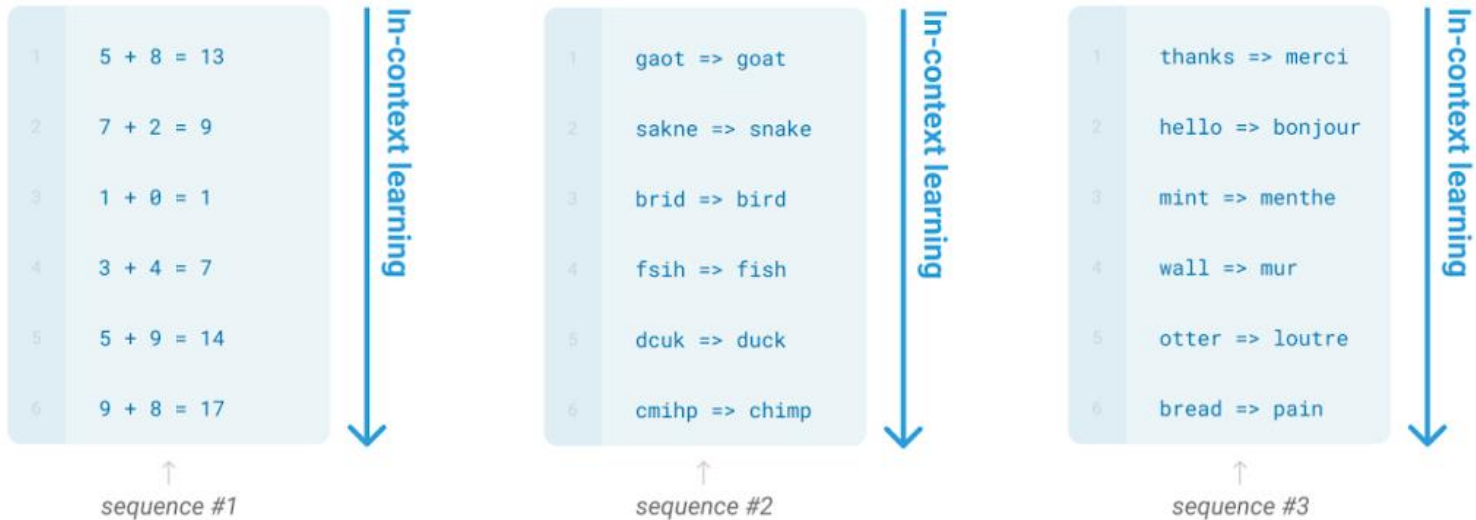 1 5 + 8 = 13
2 7 + 2 = 9
3 1 + 0 = 1
4 3 + 4 = 7
5 5 + 9 = 14
6 9 + 8 = 17
In-context learning
sequence #1
1 gaot => goat
2 sakne => snake
3 brid => bird
4 fsih => fish
5 dcuk => duck
6 cmihp => chimp
In-context learning
sequence #2
1 thanks => merci
2 hello => bonjour
3 mint => menthe
4 wall => mur
5 otter => loutre
6 bread => pain
In-context learning
sequence #3